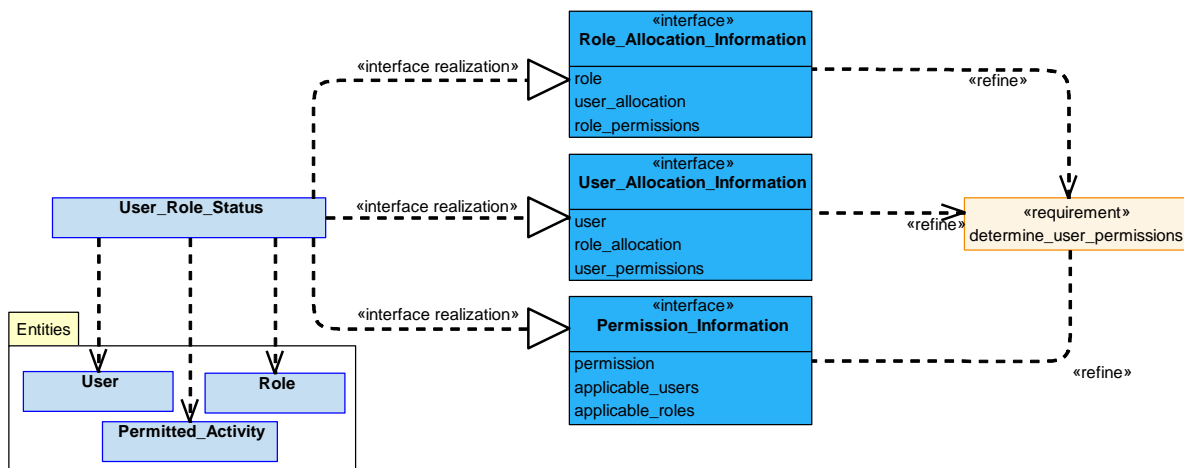 «interface»
Role_Allocation_Information
role
user_allocation
role_permissions
«interface realization»
«refine»
«interface»
User_Allocation_Information
user
role_allocation
user_permissions
User_Role_Status
«interface realization»
«refine»
«requirement»
determine_user_permissions
«interface»
Permission_Information
permission
applicable_users
applicable_roles
«interface realization»
«refine»
Entities
User
Role
Permitted_Activity